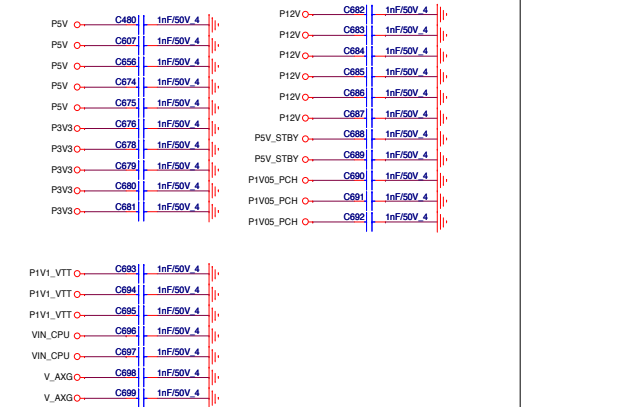 P5V C480 1nF/50V_4
P5V C607 1nF/50V_4
P5V C656 1nF/50V_4
P5V C674 1nF/50V_4
P5V C675 1nF/50V_4
P3V3 C676 1nF/50V_4
P3V3 C678 1nF/50V_4
P3V3 C679 1nF/50V_4
P3V3 C680 1nF/50V_4
P3V3 C681 1nF/50V_4
P12V C682 1nF/50V_4
P12V C683 1nF/50V_4
P12V C684 1nF/50V_4
P12V C685 1nF/50V_4
P12V C686 1nF/50V_4
P12V C687 1nF/50V_4
P5V_STBY C688 1nF/50V_4
P5V_STBY C689 1nF/50V_4
P1V05_PCH C690 1nF/50V_4
P1V05_PCH C691 1nF/50V_4
P1V05_PCH C692 1nF/50V_4
P1V1_VTT C693 1nF/50V_4
P1V1_VTT C694 1nF/50V_4
P1V1_VTT C695 1nF/50V_4
VIN_CPU C696 1nF/50V_4
VIN_CPU C697 1nF/50V_4
V_AXG C698 1nF/50V_4
V_AXG C699 1nF/50V_4